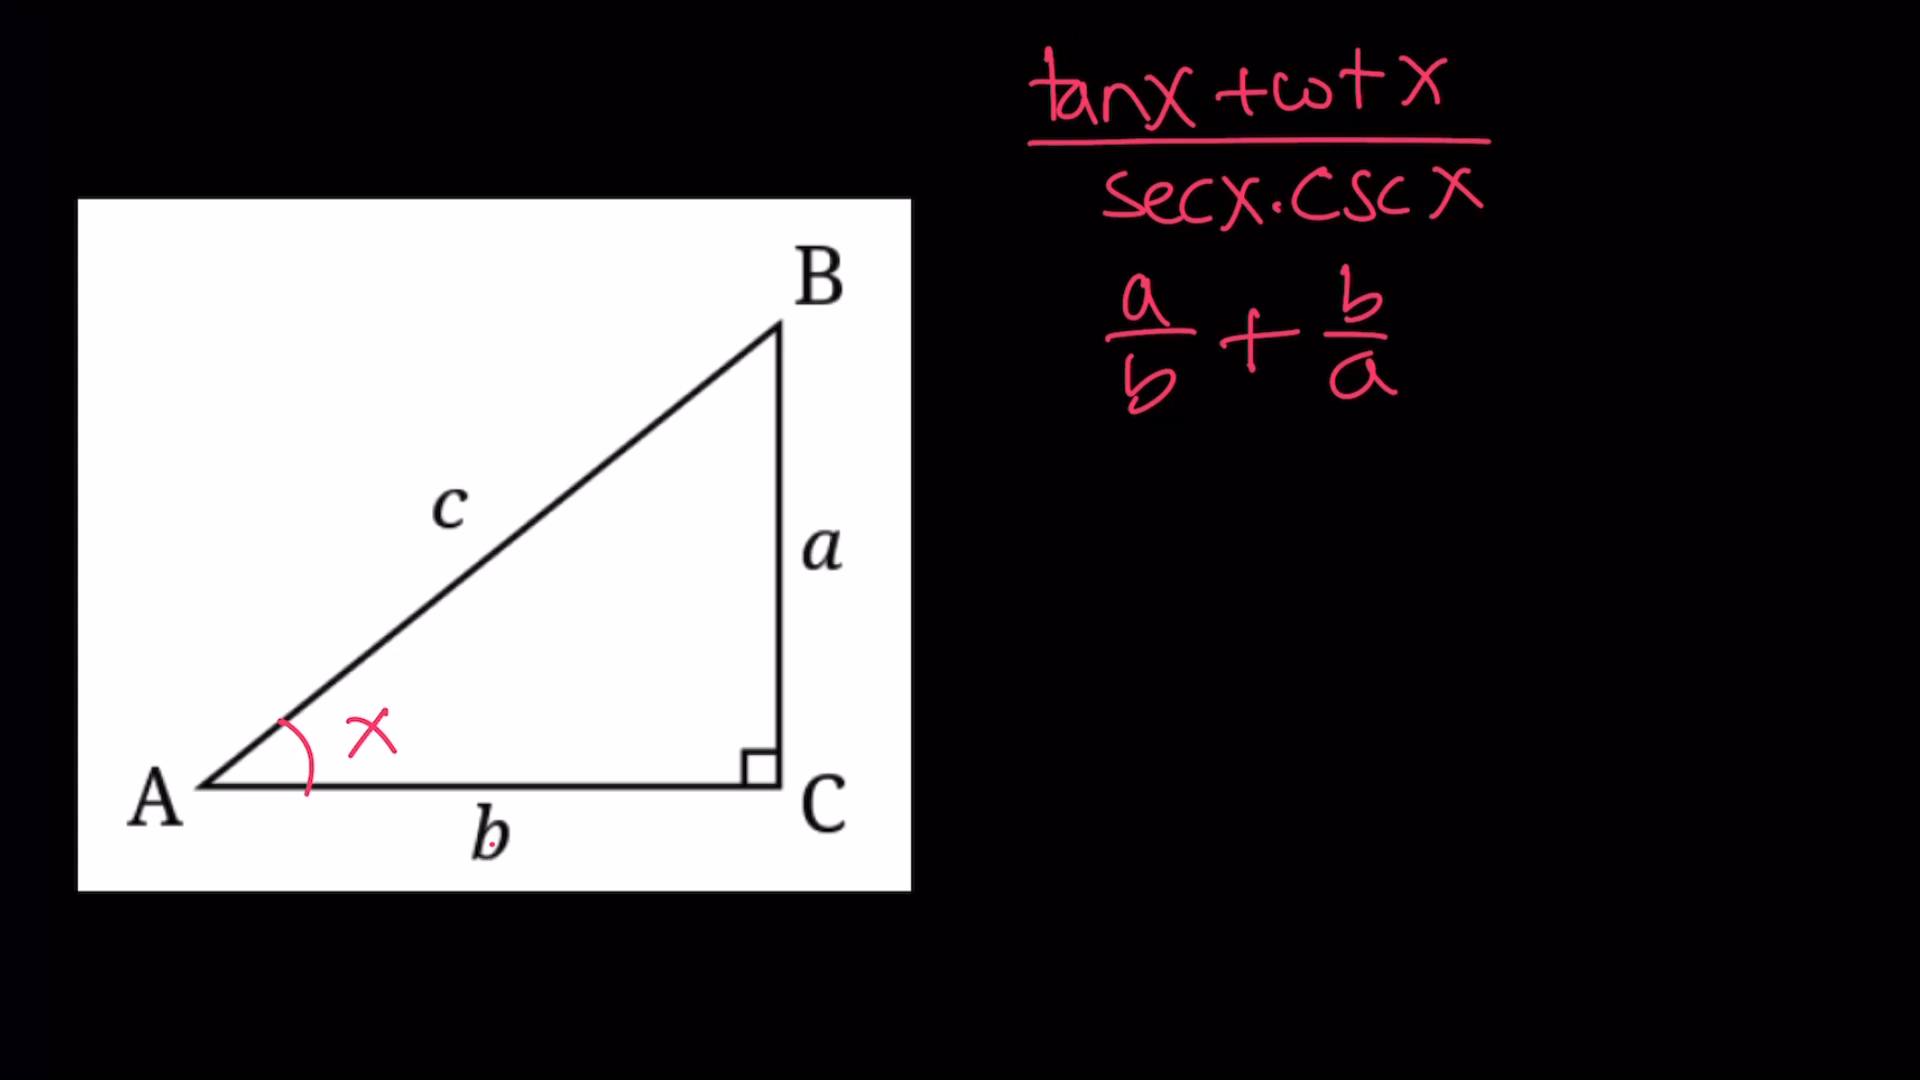 tanx + cot x
secx · csc x
a/b + b/a
B
c
a
x
A
C
b